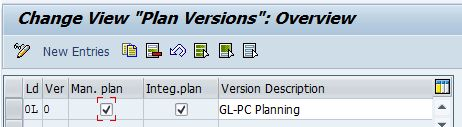 Change View "Plan Versions": Overview
New Entries
Ld Ver Man. plan Integ.plan Version Description
0L 0 GL-PC Planning